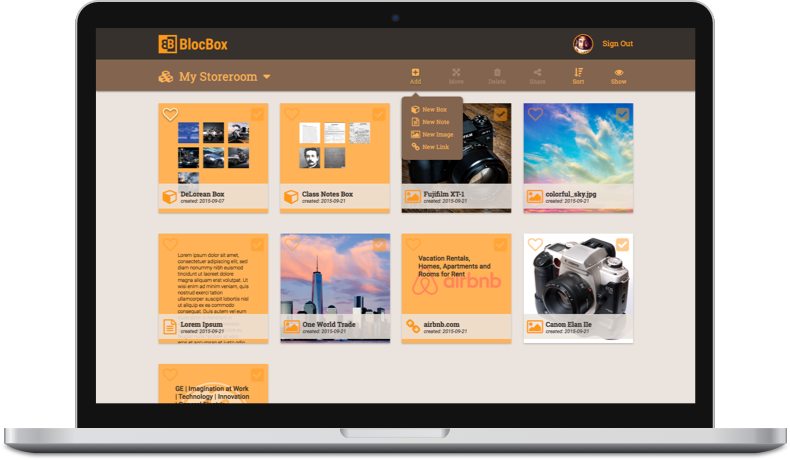 BB BlocBox
Sign Out
My Storeroom
Add
Move
Delete
Share
Sort
Show
New Box
New Note
New Image
New Link
DeLorean Box
created: 2015-09-07
Class Notes Box
created: 2015-09-21
Fujifilm XT-1
created: 2015-09-21
colorful_sky.jpg
created: 2015-09-21
Lorem ipsum dolor sit amet,
consectetuer adipiscing elit, sed
diam nonummy nibh euismod
tincidunt ut laoreet dolore
magna aliquam erat volutpat. Ut
wisi enim ad minim veniam, quis
nostrud exerci tation
ullamcorper suscipit lobortis nisl
ut aliquip ex ea commodo
consequat. Duis autem vel eum
Lorem Ipsum
created: 2015-09-21
One World Trade
created: 2015-09-21
Vacation Rentals,
Homes, Apartments and
Rooms for Rent
airbnb
airbnb.com
created: 2015-09-21
Canon Elan IIe
created: 2015-09-21
GE | Imagination at Work
| Technology | Innovation